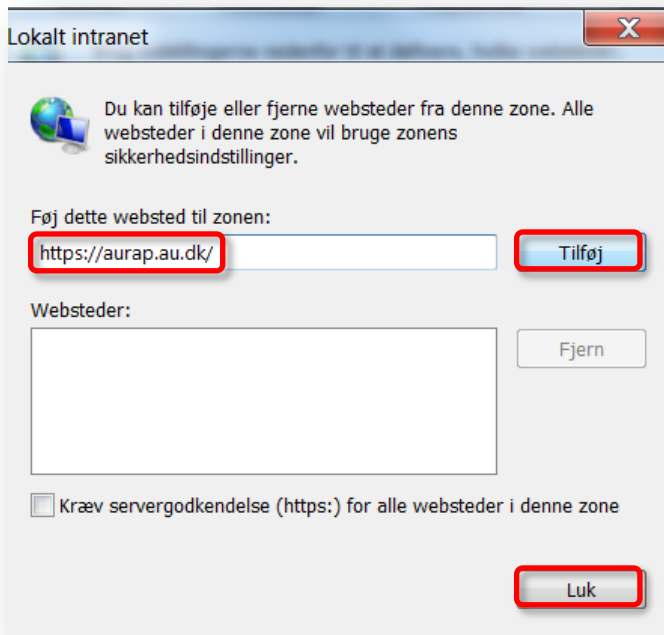 Lokalt intranet
Du kan tilføje eller fjerne websteder fra denne zone. Alle
websteder i denne zone vil bruge zonens
sikkerhedsindstillinger.
Føj dette websted til zonen:
https://aurap.au.dk/
Tilføj
Websteder:
Fjern
Kræv servergodkendelse (https:) for alle websteder i denne zone
Luk